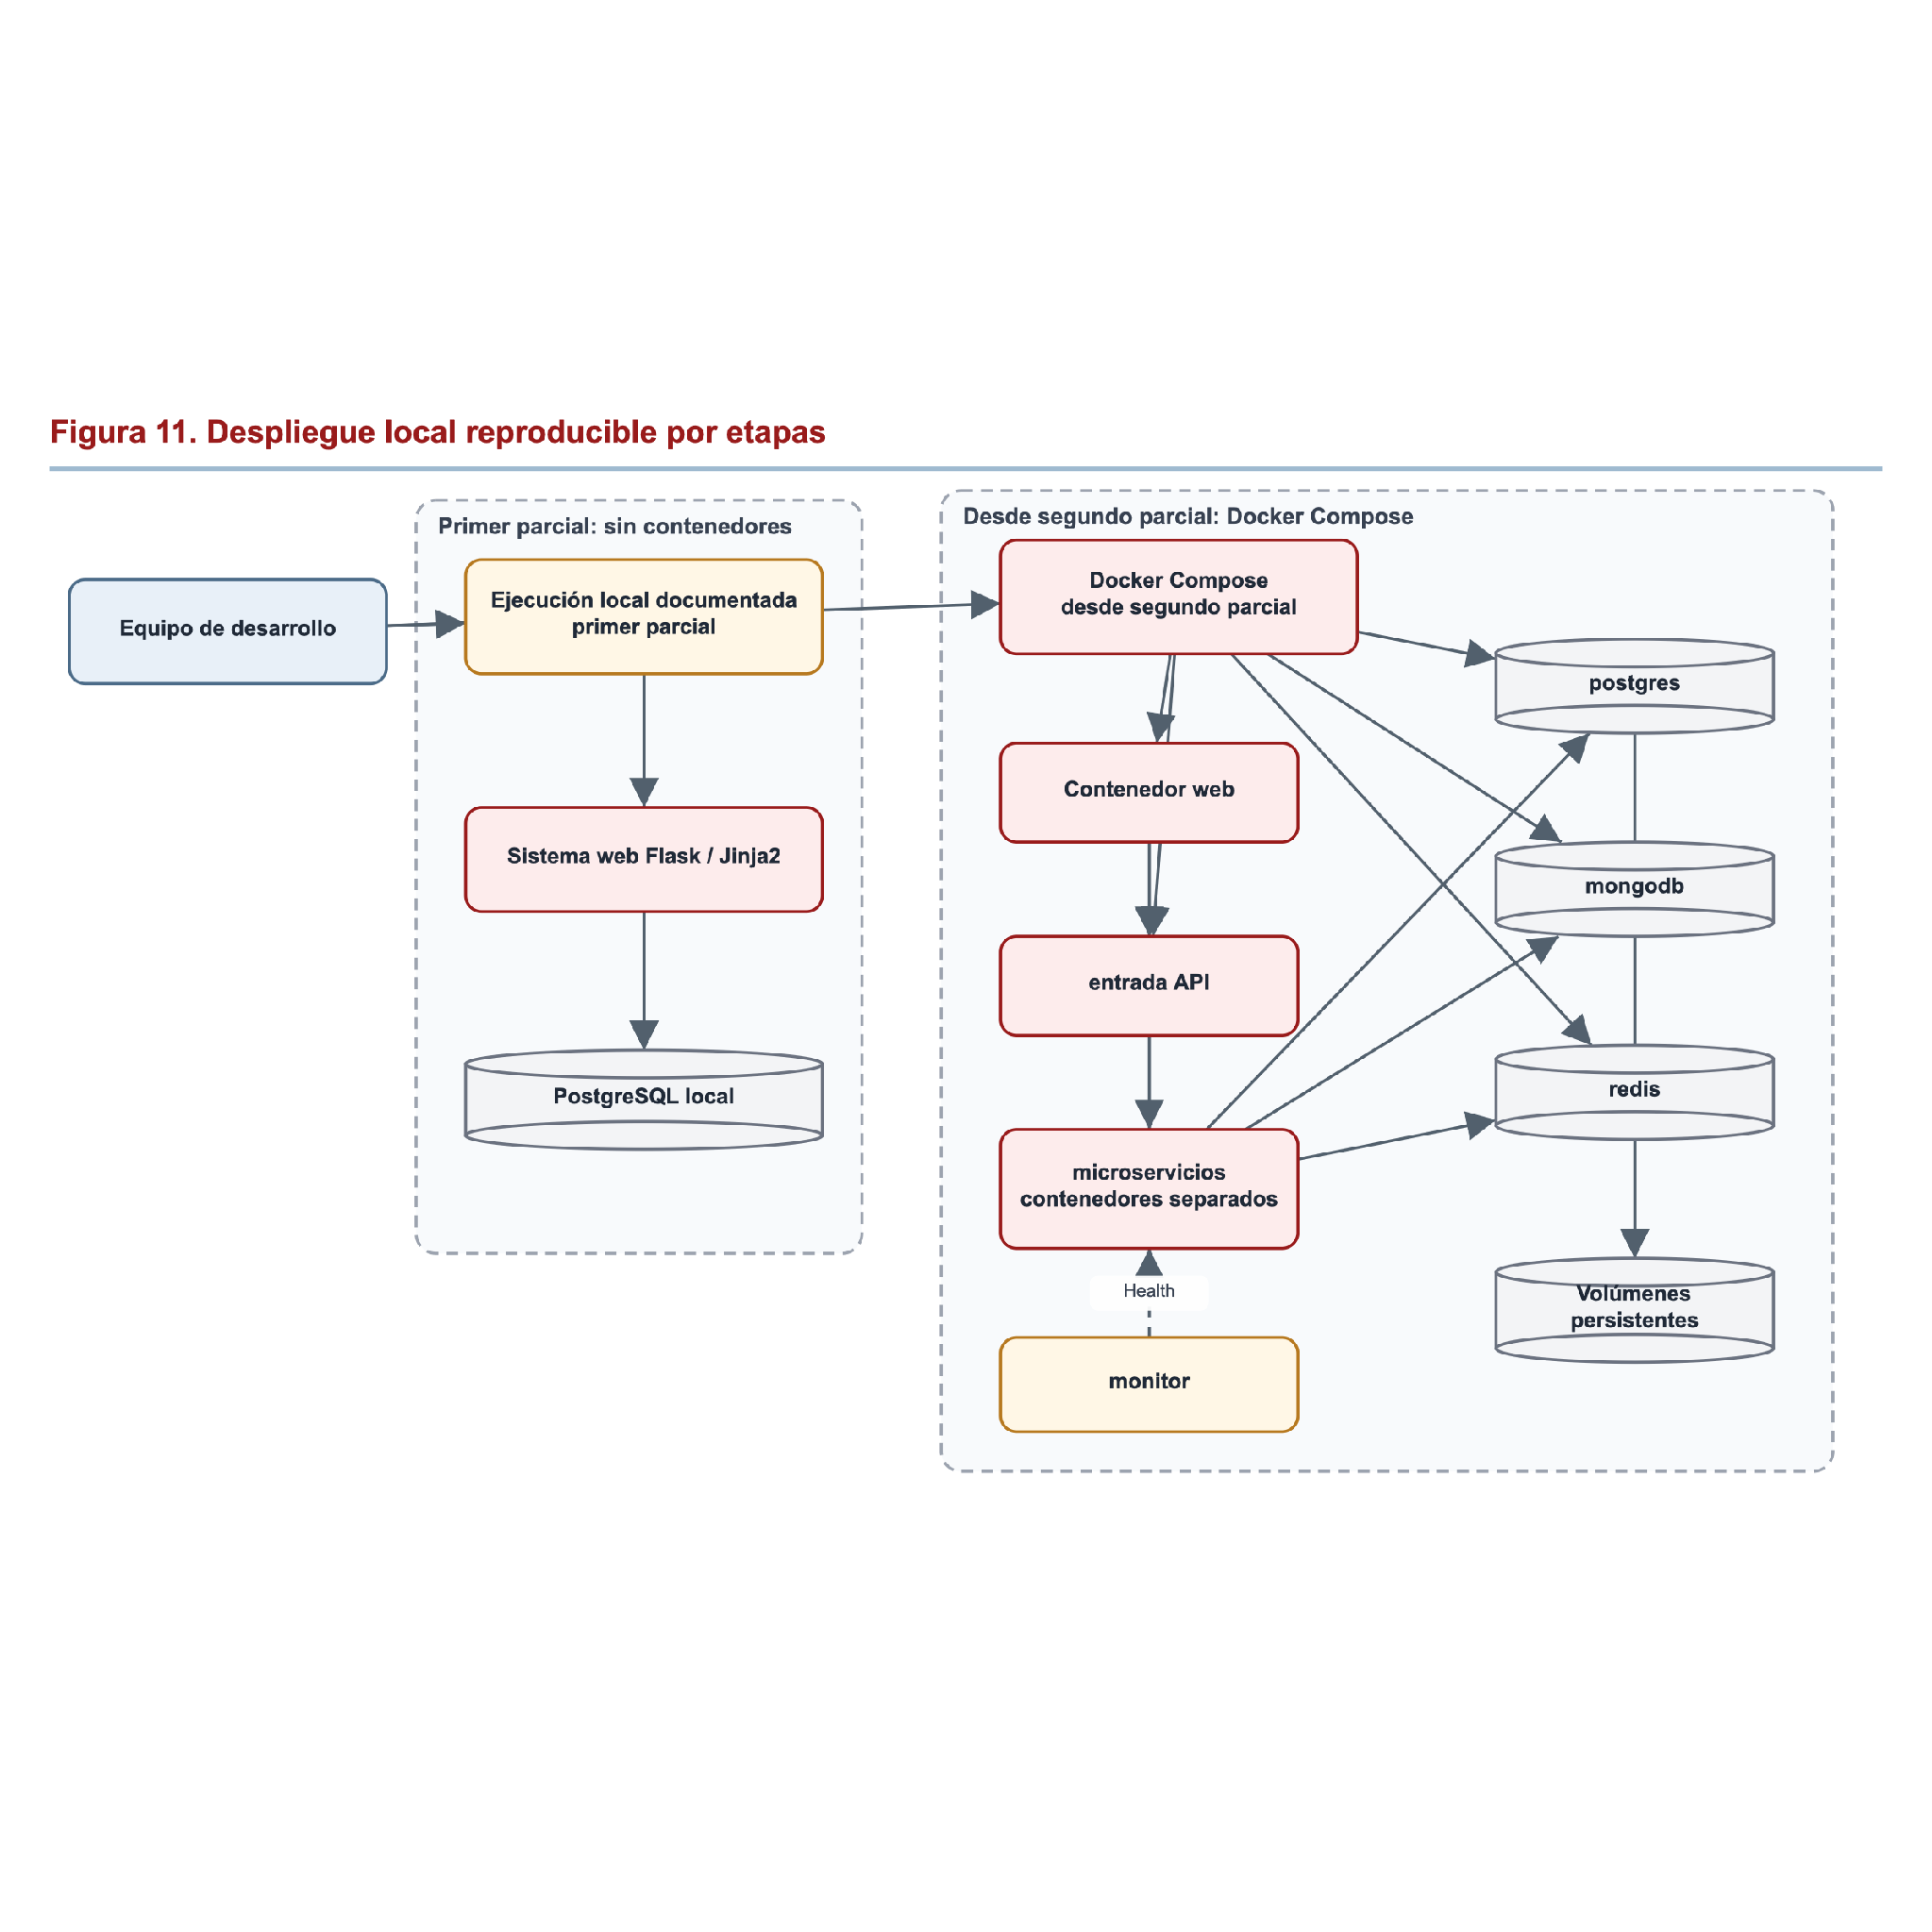 Figura 11. Despliegue local reproducible por etapas
Primer parcial: sin contenedores
Desde segundo parcial: Docker Compose
Equipo de desarrollo
Ejecución local documentada
primer parcial
Sistema web Flask / Jinja2
PostgreSQL local
Docker Compose
desde segundo parcial
Contenedor web
entrada API
microservicios
contenedores separados
Health
monitor
postgres
mongodb
redis
Volúmenes
persistentes